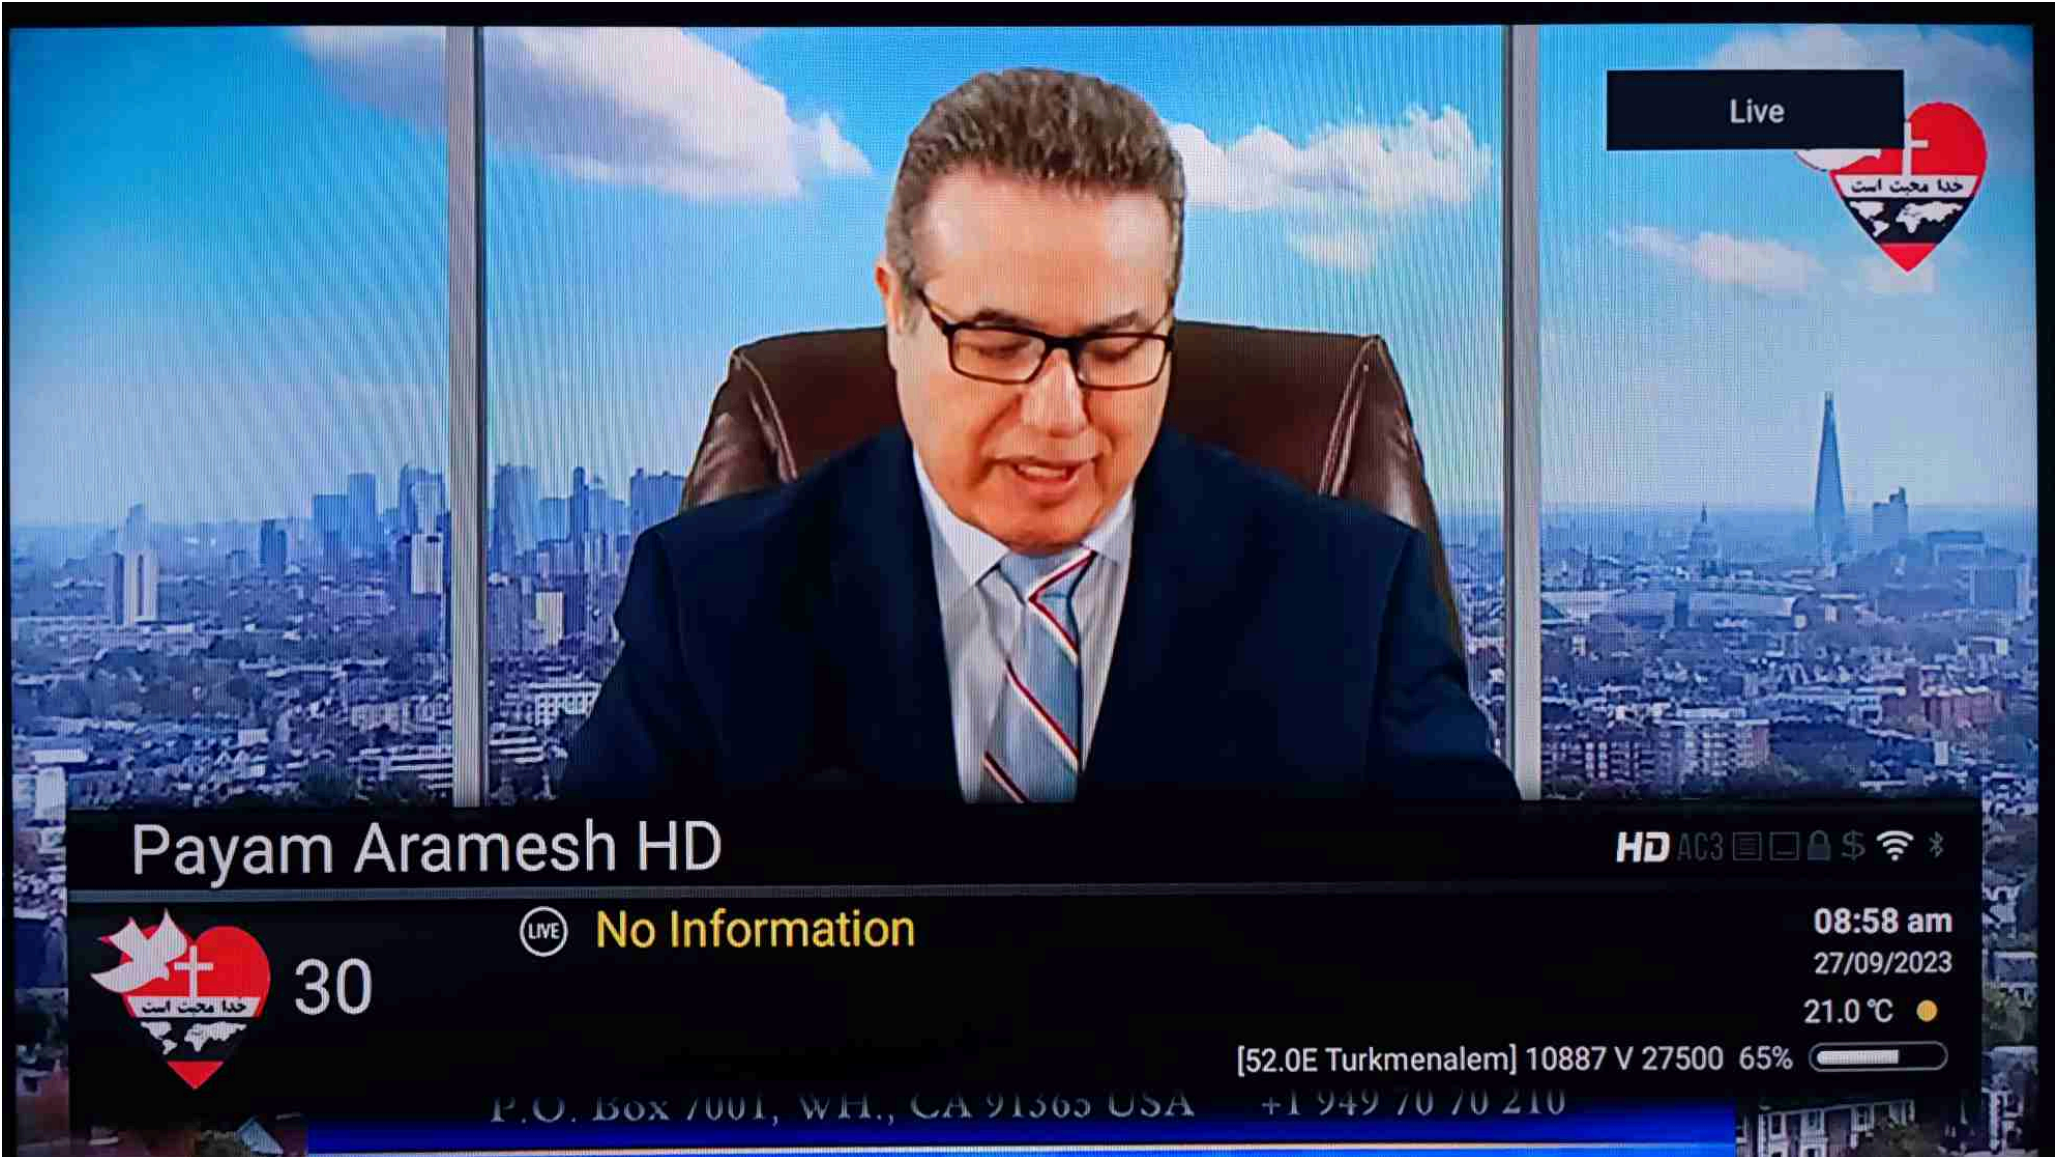 Live
خدا محبت است
Payam Aramesh HD
HD AC3 $
LIVE No Information
08:58 am
27/09/2023
30
خدا محبت است
21.0 °C
[52.0E Turkmenalem] 10887 V 27500 65%
P.O. Box 7001, WH., CA 91365 USA +1 949 70 70 210